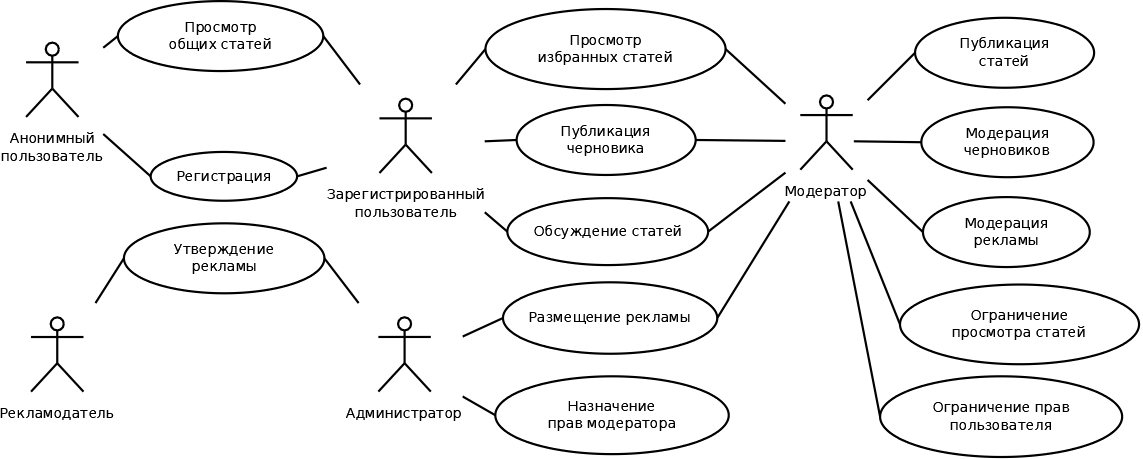 Просмотр
общих статей
Просмотр
избранных статей
Публикация
статей
Анонимный
пользователь
Публикация
черновика
Модерация
черновиков
Регистрация
Зарегистрированный
пользователь
Модератор
Обсуждение статей
Модерация
рекламы
Утверждение
рекламы
Размещение рекламы
Ограничение
просмотра статей
Рекламодатель
Администратор
Назначение
прав модератора
Ограничение прав
пользователя